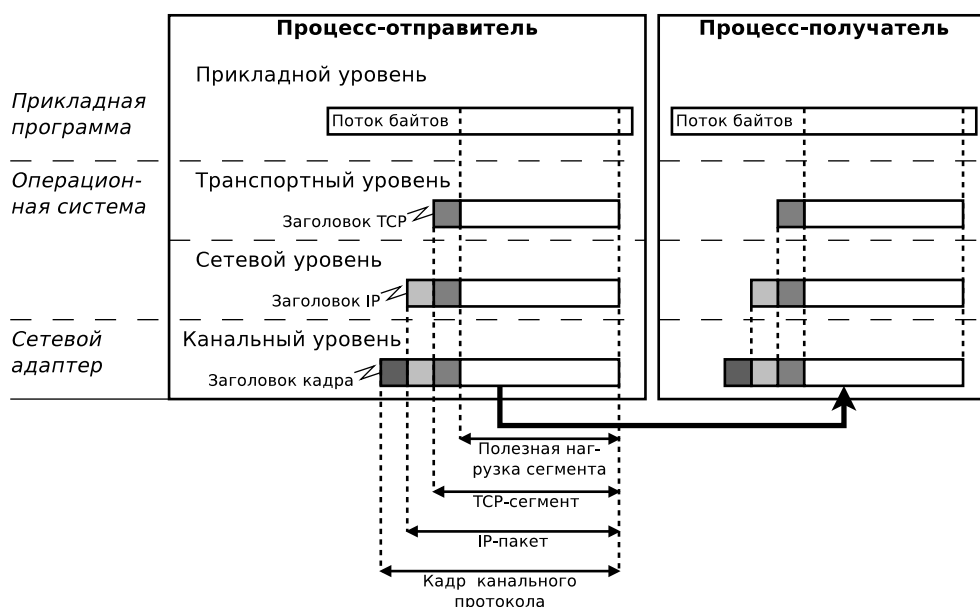 Процесс-отправитель
Процесс-получатель
Прикладной уровень
Прикладная
программа
Поток байтов
Поток байтов
Операцион-
ная система
Транспортный уровень
Заголовок TCP
Сетевой уровень
Заголовок IP
Сетевой
адаптер
Канальный уровень
Заголовок кадра
Полезная наг-
рузка сегмента
TCP-сегмент
IP-пакет
Кадр канального
протокола